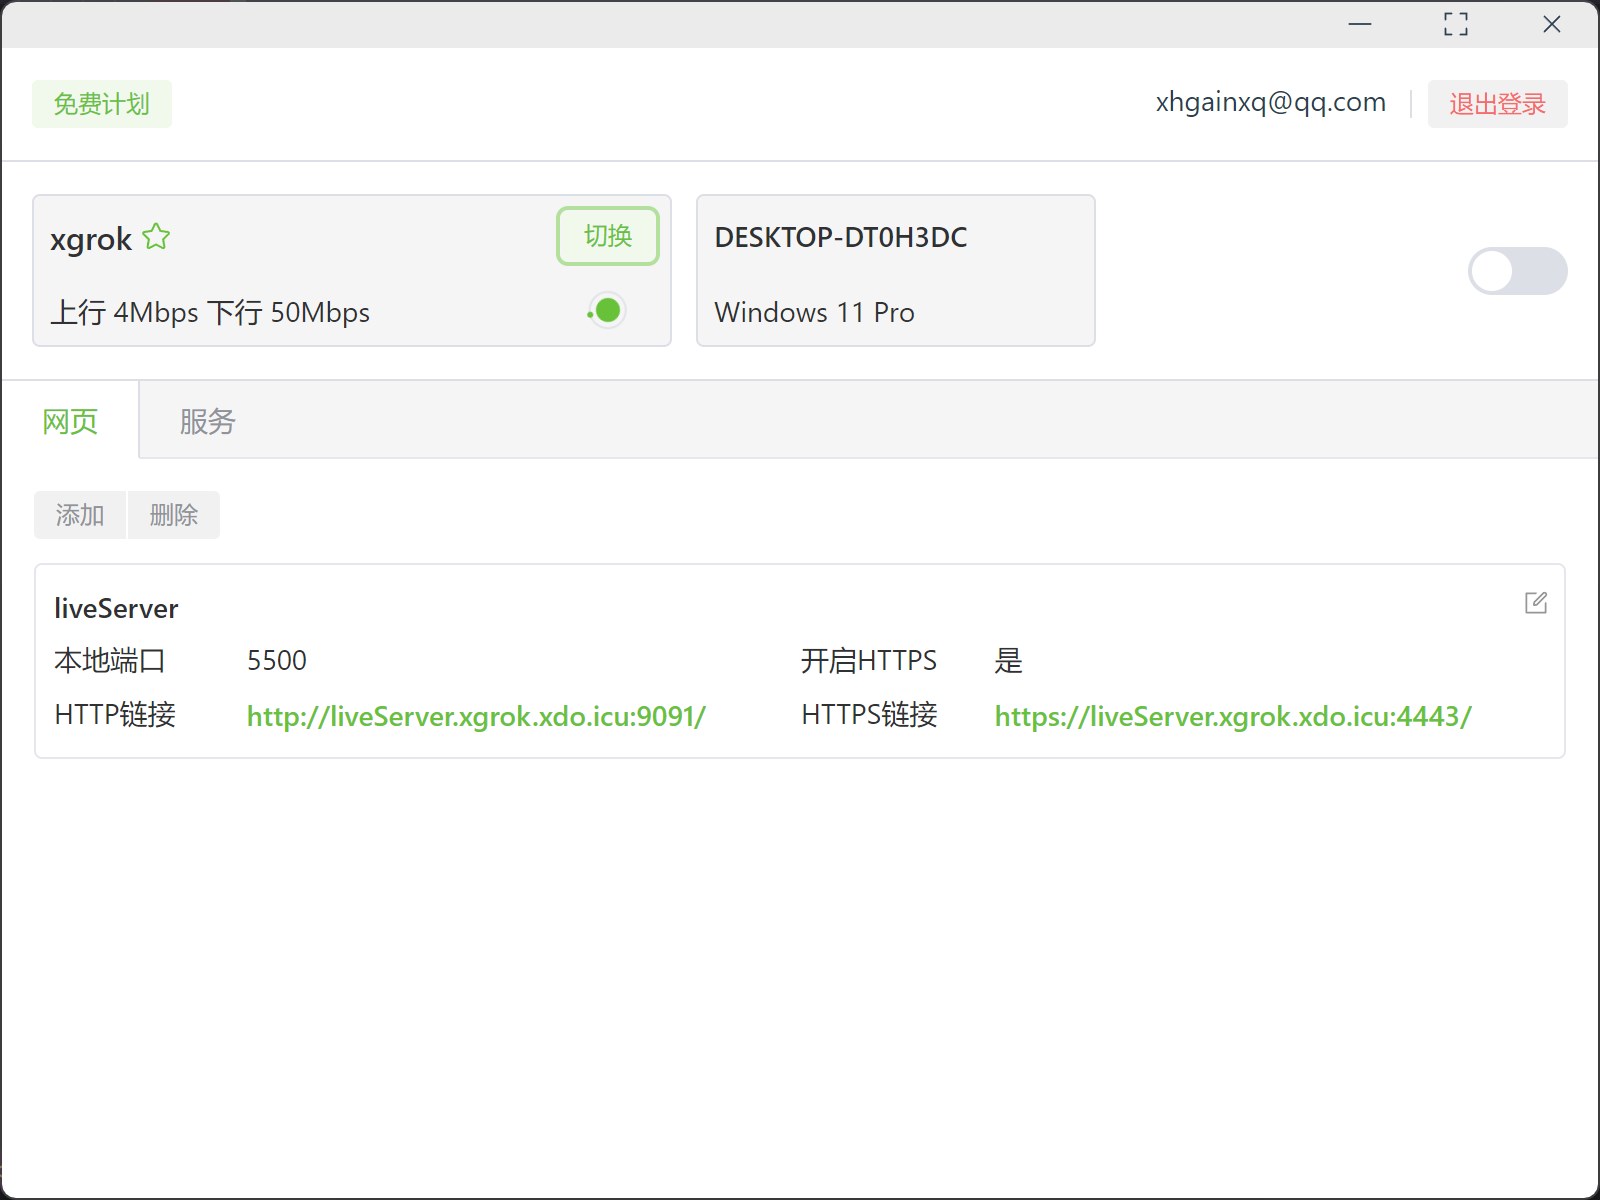 免费计划
xhgainxq@qq.com
退出登录
xgrok
切换
上行 4Mbps 下行 50Mbps
DESKTOP-DT0H3DC
Windows 11 Pro
网页
服务
添加
删除
liveServer
本地端口 5500 开启HTTPS 是
HTTP链接 http://liveServer.xgrok.xdo.icu:9091/ HTTPS链接 https://liveServer.xgrok.xdo.icu:4443/